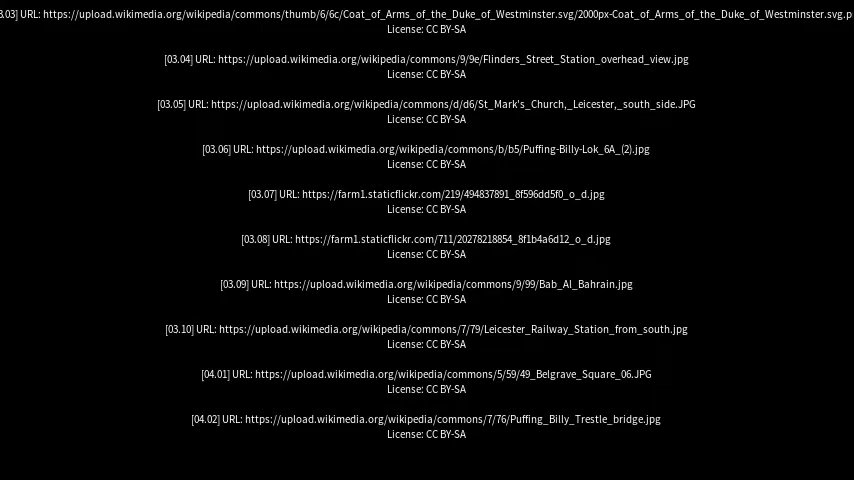 3.03] URL: https://upload.wikimedia.org/wikipedia/commons/thumb/6/6c/Coat_of_Arms_of_the_Duke_of_Westminster.svg/2000px-Coat_of_Arms_of_the_Duke_of_Westminster.svg.p
License: CC BY-SA
[03.04] URL: https://upload.wikimedia.org/wikipedia/commons/9/9e/Flinders_Street_Station_overhead_view.jpg
License: CC BY-SA
[03.05] URL: https://upload.wikimedia.org/wikipedia/commons/d/d6/St_Mark's_Church,_Leicester,_south_side.JPG
License: CC BY-SA
[03.06] URL: https://upload.wikimedia.org/wikipedia/commons/b/b5/Puffing-Billy-Lok_6A_(2).jpg
License: CC BY-SA
[03.07] URL: https://farm1.staticflickr.com/219/494837891_8f596dd5f0_o_d.jpg
License: CC BY-SA
[03.08] URL: https://farm1.staticflickr.com/711/20278218854_8f1b4a6d12_o_d.jpg
License: CC BY-SA
[03.09] URL: https://upload.wikimedia.org/wikipedia/commons/9/99/Bab_Al_Bahrain.jpg
License: CC BY-SA
[03.10] URL: https://upload.wikimedia.org/wikipedia/commons/7/79/Leicester_Railway_Station_from_south.jpg
License: CC BY-SA
[04.01] URL: https://upload.wikimedia.org/wikipedia/commons/5/59/49_Belgrave_Square_06.JPG
License: CC BY-SA
[04.02] URL: https://upload.wikimedia.org/wikipedia/commons/7/76/Puffing_Billy_Trestle_bridge.jpg
License: CC BY-SA